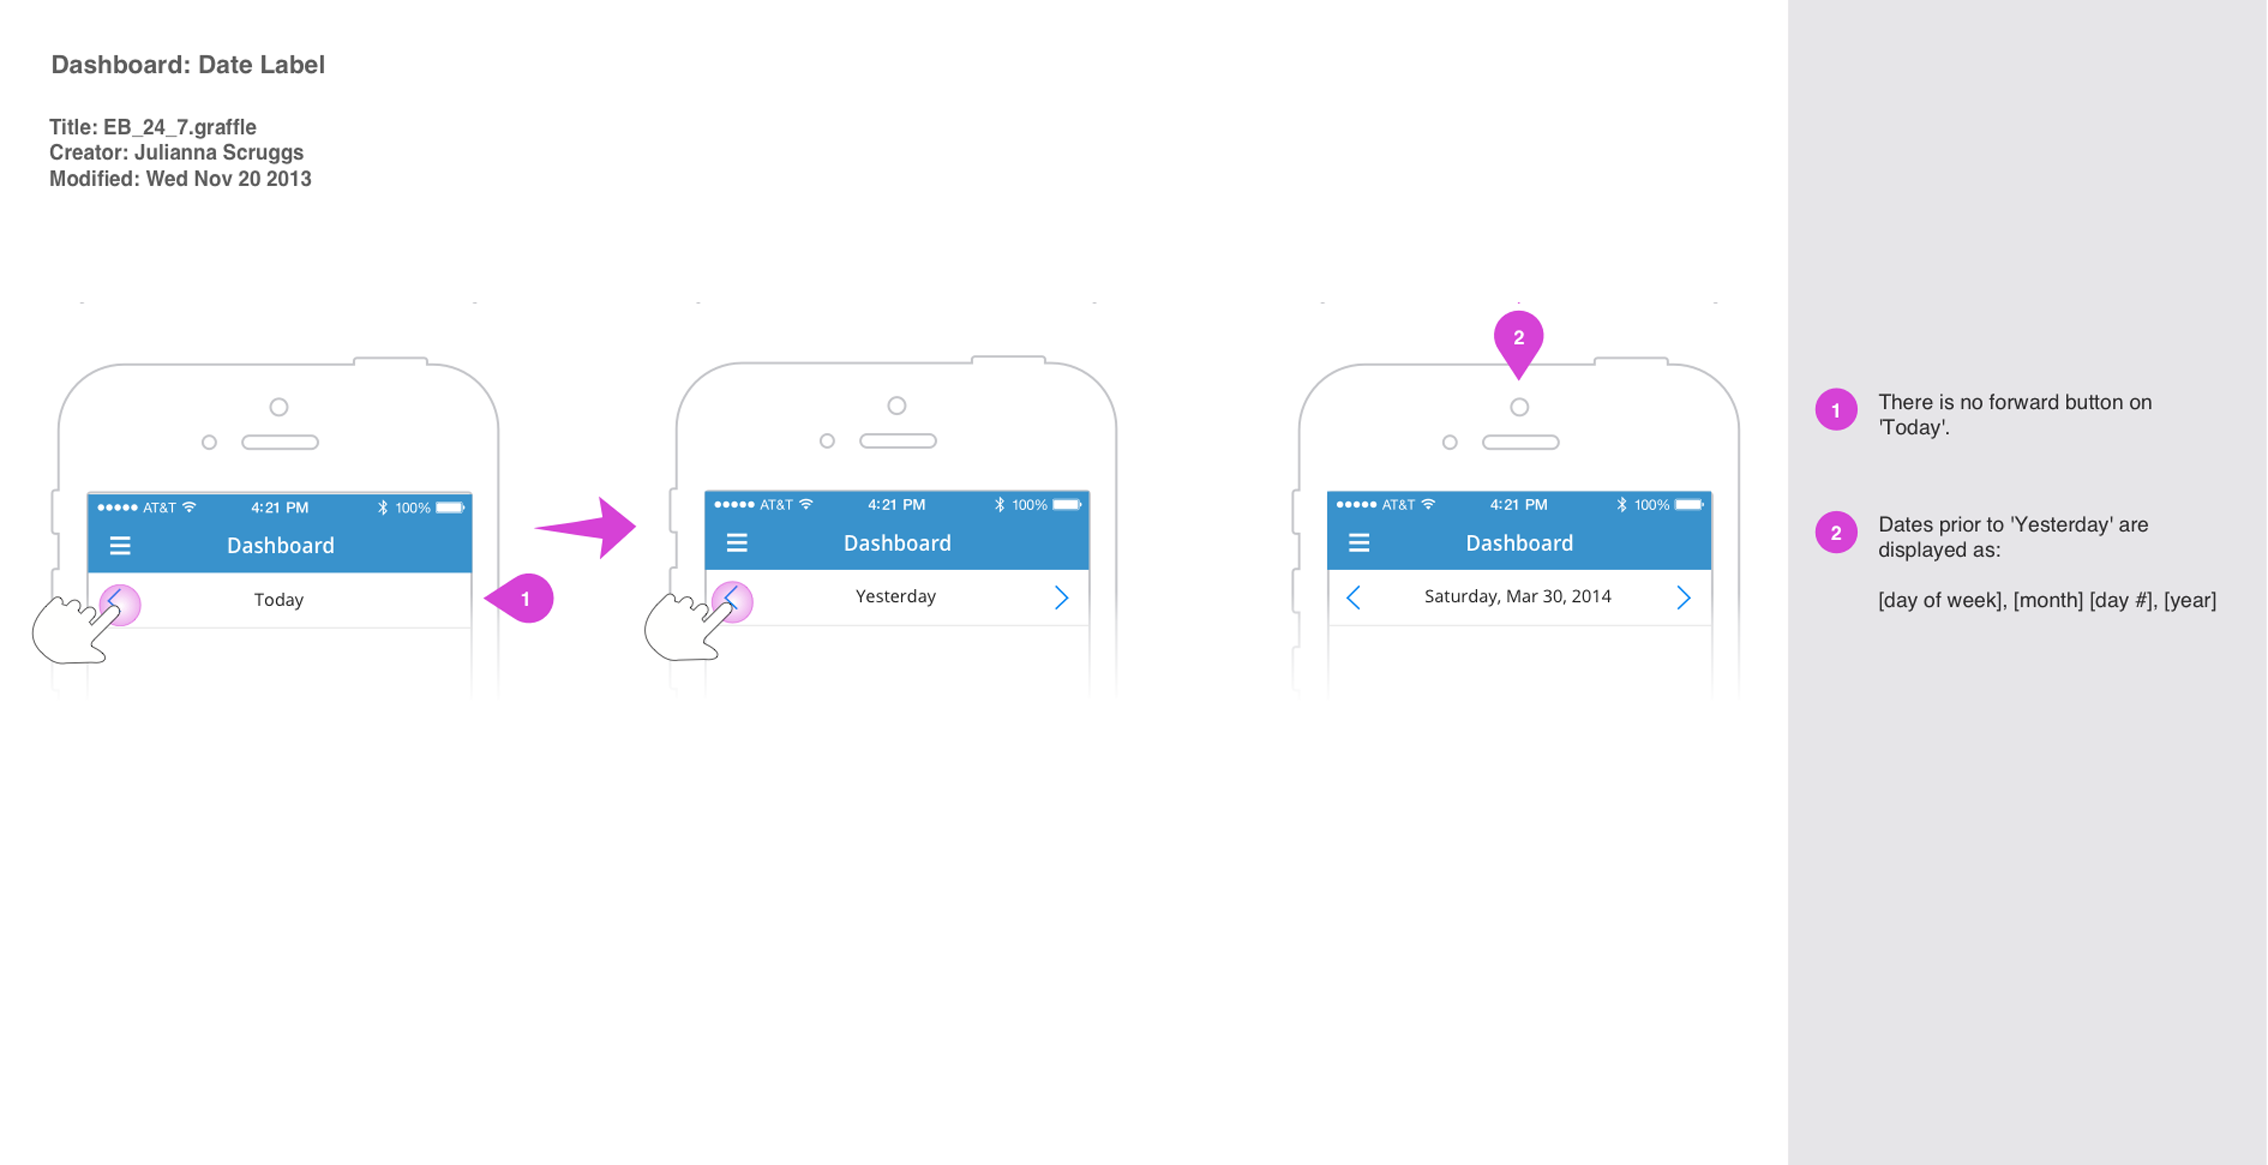 Dashboard: Date Label
Title: EB_24_7.graffle
Creator: Julianna Scruggs
Modified: Wed Nov 20 2013
AT&T 4:21 PM 100%
Dashboard
Today
1
AT&T 4:21 PM 100%
Dashboard
Yesterday
2
AT&T 4:21 PM 100%
Dashboard
Saturday, Mar 30, 2014
1 There is no forward button on
'Today'.
2 Dates prior to 'Yesterday' are
displayed as:
[day of week], [month] [day #], [year]